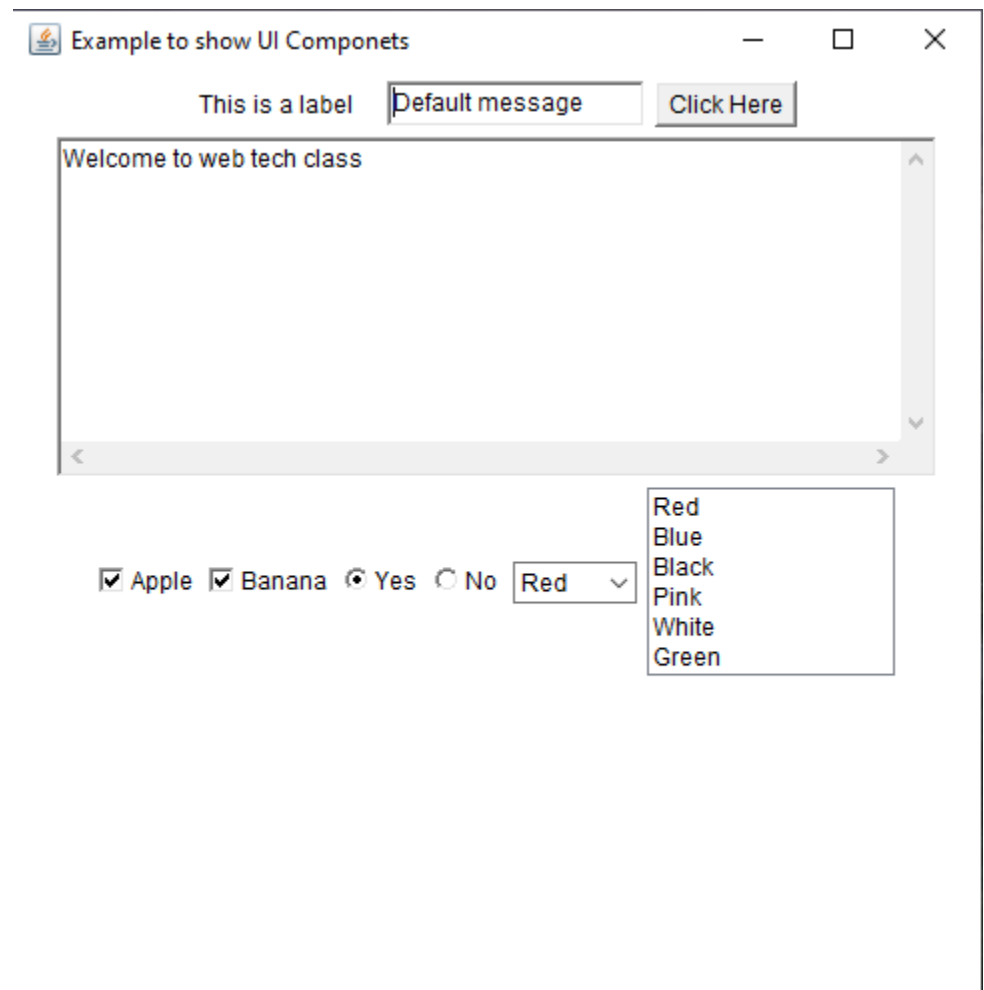 Example to show UI Componets
This is a label Default message Click Here
Welcome to web tech class
Apple Banana Yes No Red
Red
Blue
Black
Pink
White
Green